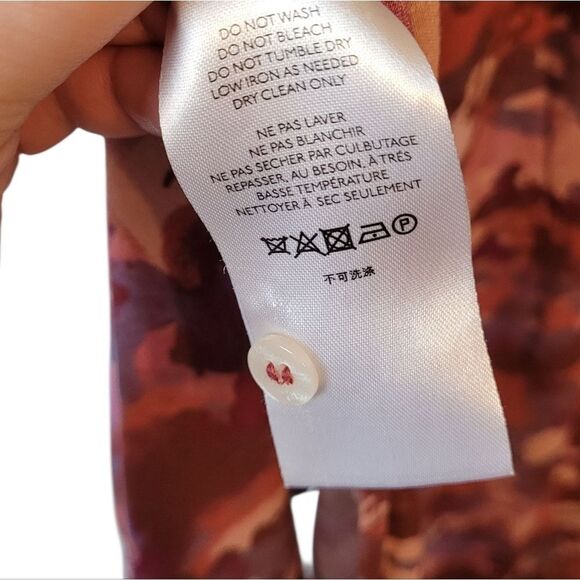 DO NOT WASH
DO NOT BLEACH
DO NOT TUMBLE DRY
LOW IRON AS NEEDED
DRY CLEAN ONLY
NE PAS LAVER
NE PAS BLANCHIR
NE PAS SECHER PAR CULBUTAGE
REPASSER, AU BESOIN, À TRÉS
BASSE TEMPÉRATURE
NETTOYER À SEC SEULEMENT
P
不可洗涤